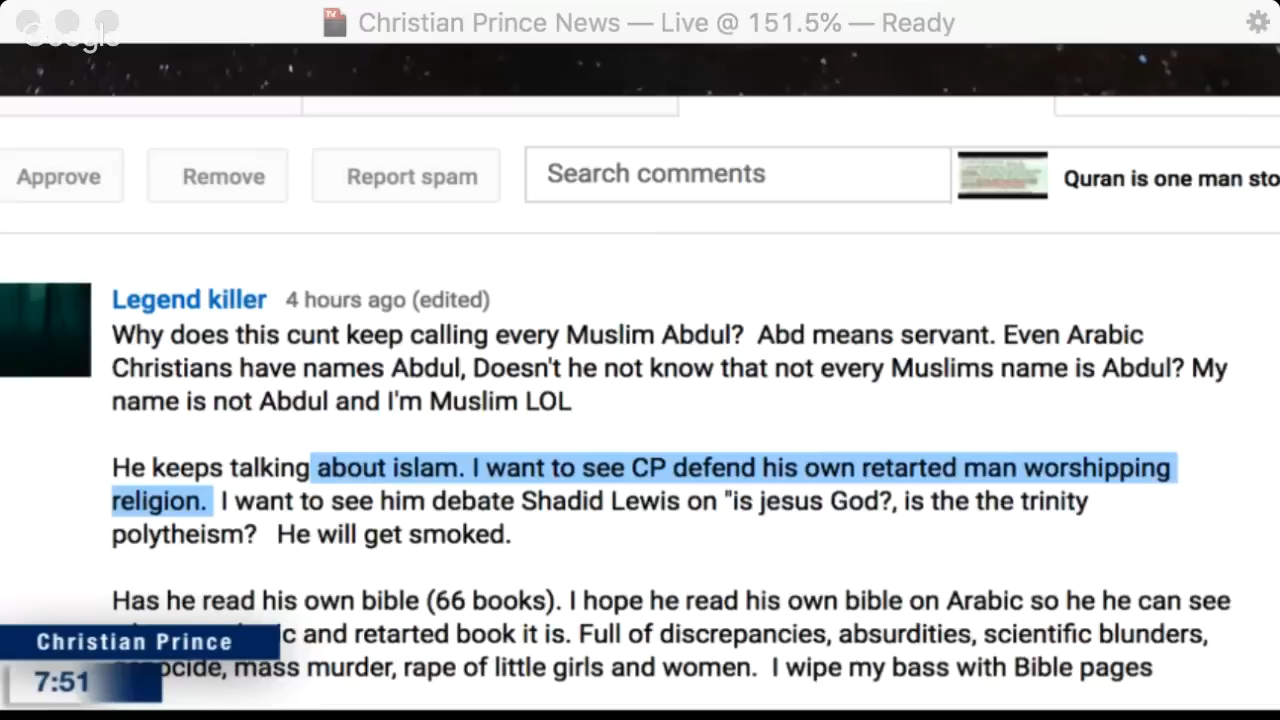 Google
Christian Prince News — Live @ 151.5% — Ready
Approve
Remove
Report spam
Search comments
Quran is one man sto
Legend killer 4 hours ago (edited)
Why does this cunt keep calling every Muslim Abdul? Abd means servant. Even Arabic
Christians have names Abdul, Doesn't he not know that not every Muslims name is Abdul? My
name is not Abdul and I'm Muslim LOL
He keeps talking about islam. I want to see CP defend his own retarted man worshipping
religion. I want to see him debate Shadid Lewis on "is jesus God?, is the the trinity
polytheism? He will get smoked.
Has he read his own bible (66 books). I hope he read his own bible on Arabic so he he can see
and retarted book it is. Full of discrepancies, absurdities, scientific blunders,
mass murder, rape of little girls and women. I wipe my bass with Bible pages
Christian Prince
7:51